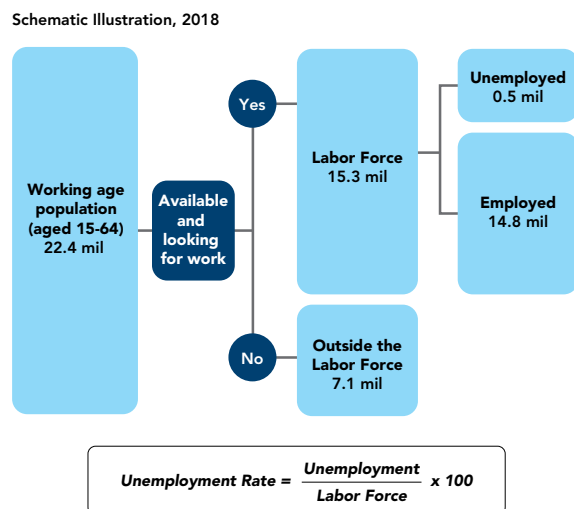 Schematic Illustration, 2018
Working age
population
(aged 15-64)
22.4 mil
Available
and
looking
for work
Yes
No
Labor Force
15.3 mil
Outside the
Labor Force
7.1 mil
Unemployed
0.5 mil
Employed
14.8 mil
Unemployment Rate = Unemployment / Labor Force x 100